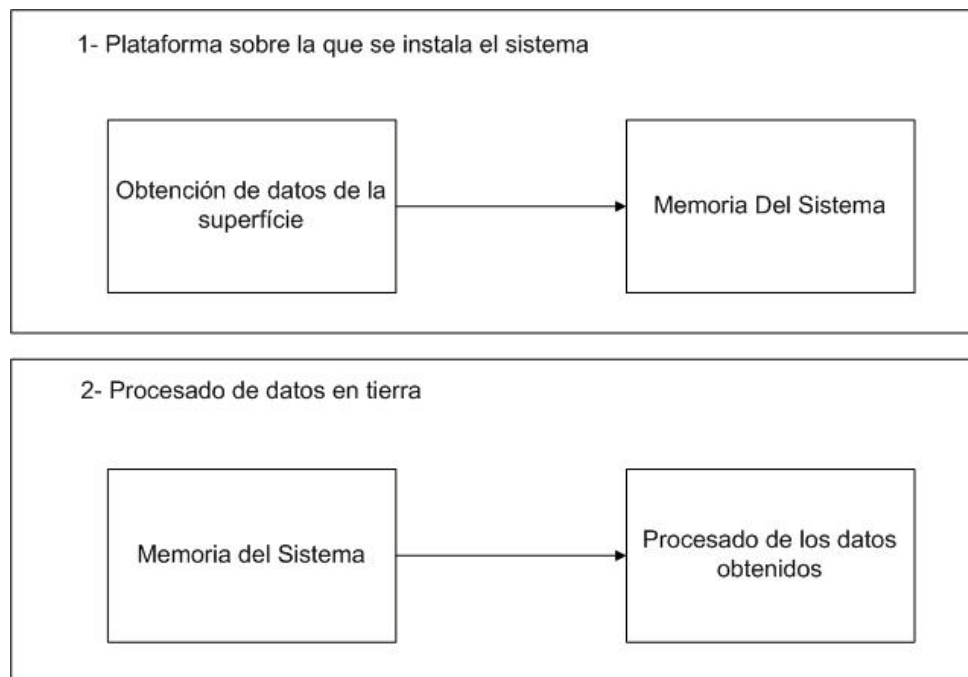 1- Plataforma sobre la que se instala el sistema
Obtención de datos de la
superfície
Memoria Del Sistema
2- Procesado de datos en tierra
Memoria del Sistema
Procesado de los datos
obtenidos